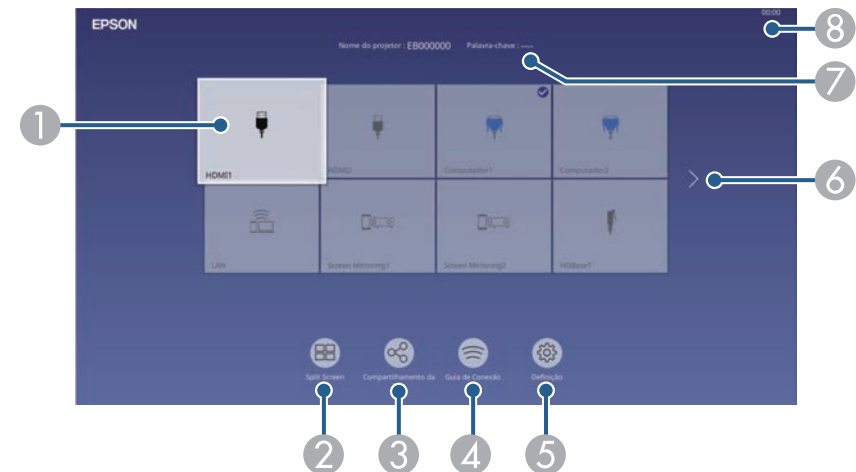 EPSON
00:00
8
Nome do projetor : EB000000 Palavra-chave : ----
7
1
HDMI1
HDMI2
Computador1
Computador2
6
LAN
Screen Mirroring1
Screen Mirroring2
HDBaseT
Split Screen
Compartilhamento da
Guia de Conexão
Definição
2
3
4
5